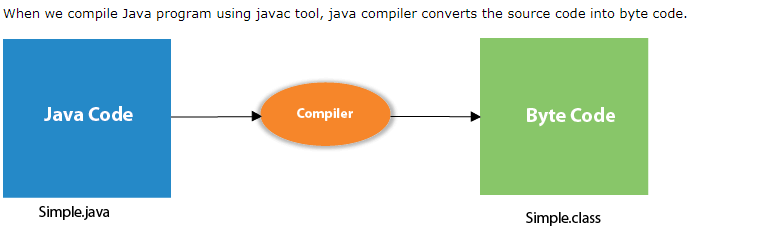 When we compile Java program using javac tool, java compiler converts the source code into byte code.
Java Code
Compiler
Byte Code
Simple.java
Simple.class